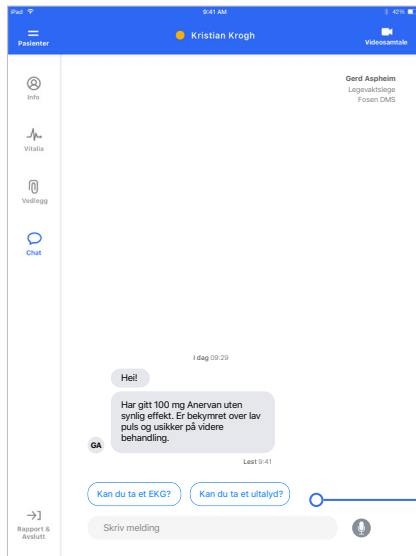 iPad 9:41 AM 42%
Pasienter
Kristian Krogh
Videosamtale
Gerd Aspheim
Legevaktslege
Fosen DMS
Info
Vitalia
Vedlegg
Chat
I dag 09:29
Hei!
Har gitt 100 mg Anervan uten
synlig effekt. Er bekymret over lav
puls og usikker på videre
behandling.
GA
Lest 9:41
Kan du ta et EKG? Kan du ta et ultalyd?
Skriv melding
Rapport &
Avslutt